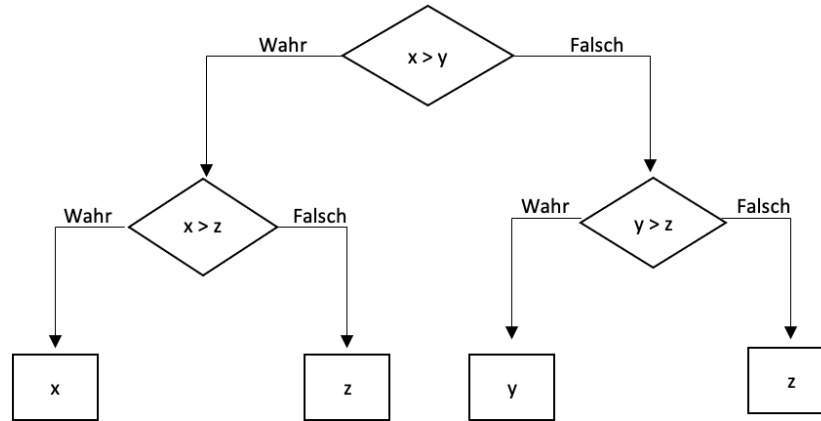 Wahr
x > y
Falsch
Wahr
x > z
Falsch
Wahr
y > z
Falsch
x
z
y
z